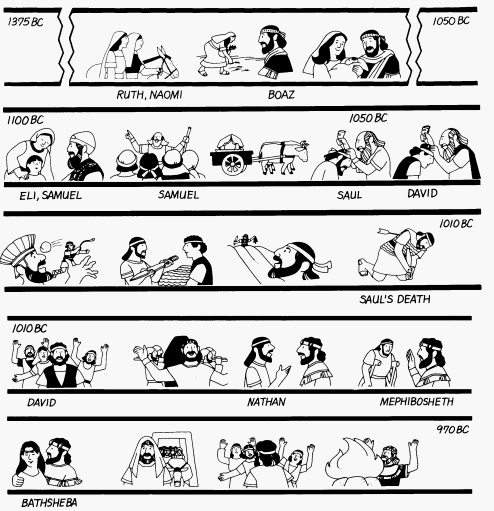 1375 BC
1050 BC
RUTH, NAOMI
BOAZ
1100 BC
1050 BC
ELI, SAMUEL
SAMUEL
SAUL
DAVID
1010 BC
SAUL'S DEATH
1010 BC
DAVID
NATHAN
MEPHIBOSHETH
970 BC
BATHSHEBA